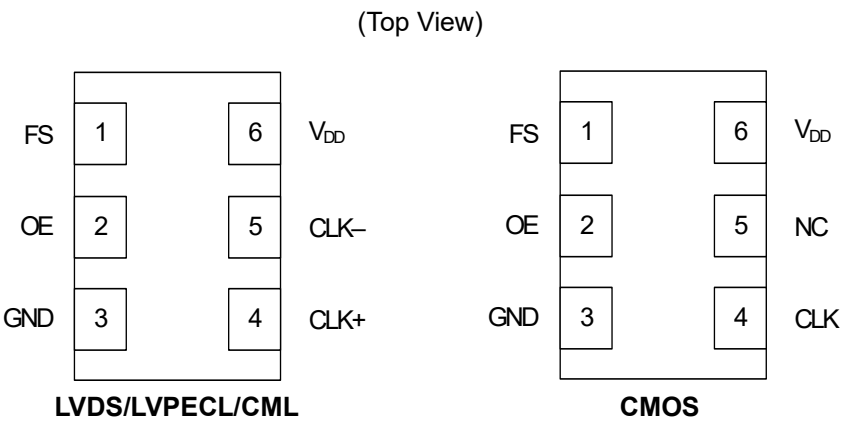 (Top View)
FS 1 6 VDD FS 1 6 VDD
OE 2 5 CLK– OE 2 5 NC
GND 3 4 CLK+ GND 3 4 CLK
LVDS/LVPECL/CML CMOS